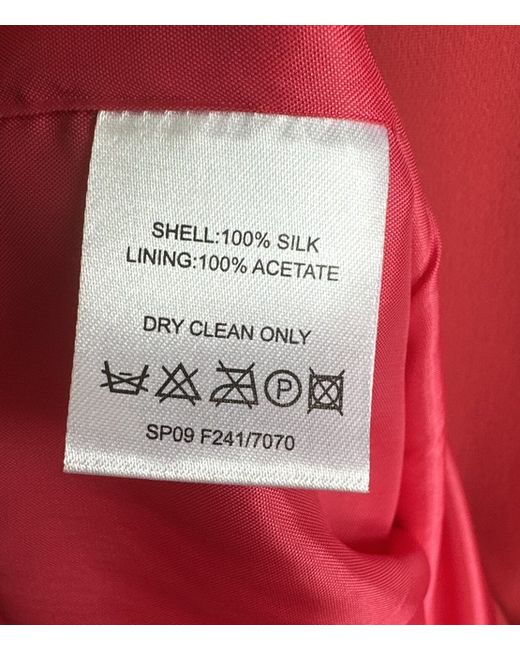 SHELL:100% SILK
LINING:100% ACETATE
DRY CLEAN ONLY
P
SP09 F241/7070